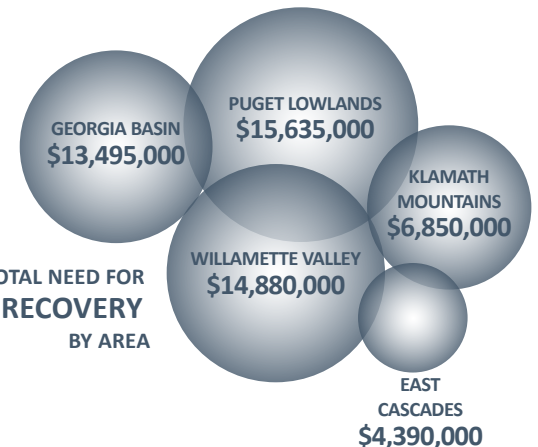 PUGET LOWLANDS
$15,635,000
GEORGIA BASIN
$13,495,000
KLAMATH
MOUNTAINS
$6,850,000
WILLAMETTE VALLEY
$14,880,000
OTAL NEED FOR
RECOVERY
BY AREA
EAST
CASCADES
$4,390,000